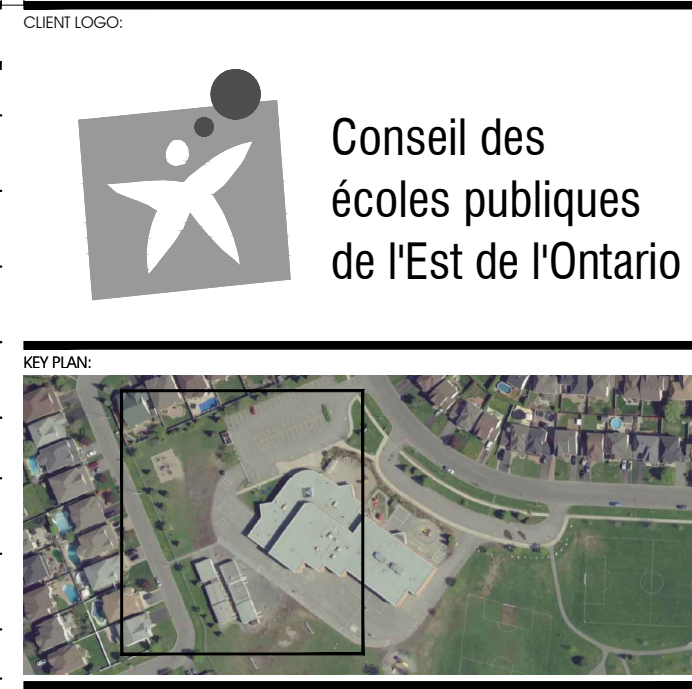 CLIENT LOGO:
Conseil des
écoles publiques
de l'Est de l'Ontario
KEY PLAN: